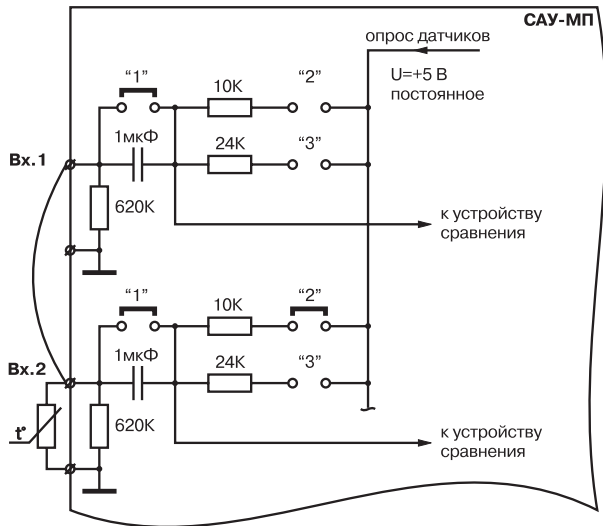 САУ-МП
опрос датчиков
U=+5 В
постоянное
“1”
10К
“2”
1мкФ
24К
“3”
Вх.1
620К
к устройству
сравнения
“1”
10К
“2”
1мкФ
24К
“3”
Вх.2
620К
t°
к устройству
сравнения